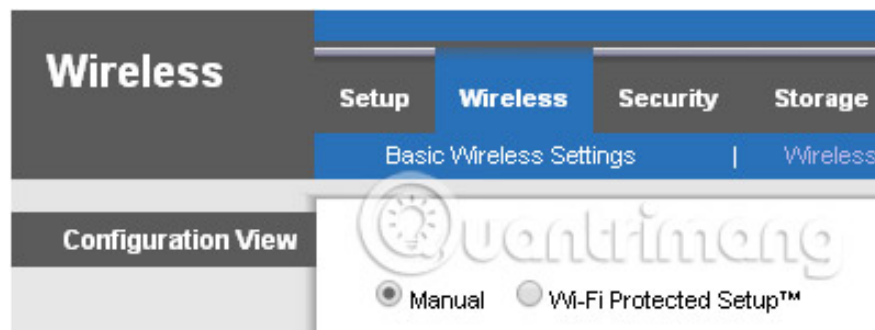 Wireless
Setup Wireless Security Storage
Basic Wireless Settings | Wireless
Configuration View
Quantrimang
Manual Wi-Fi Protected Setup™